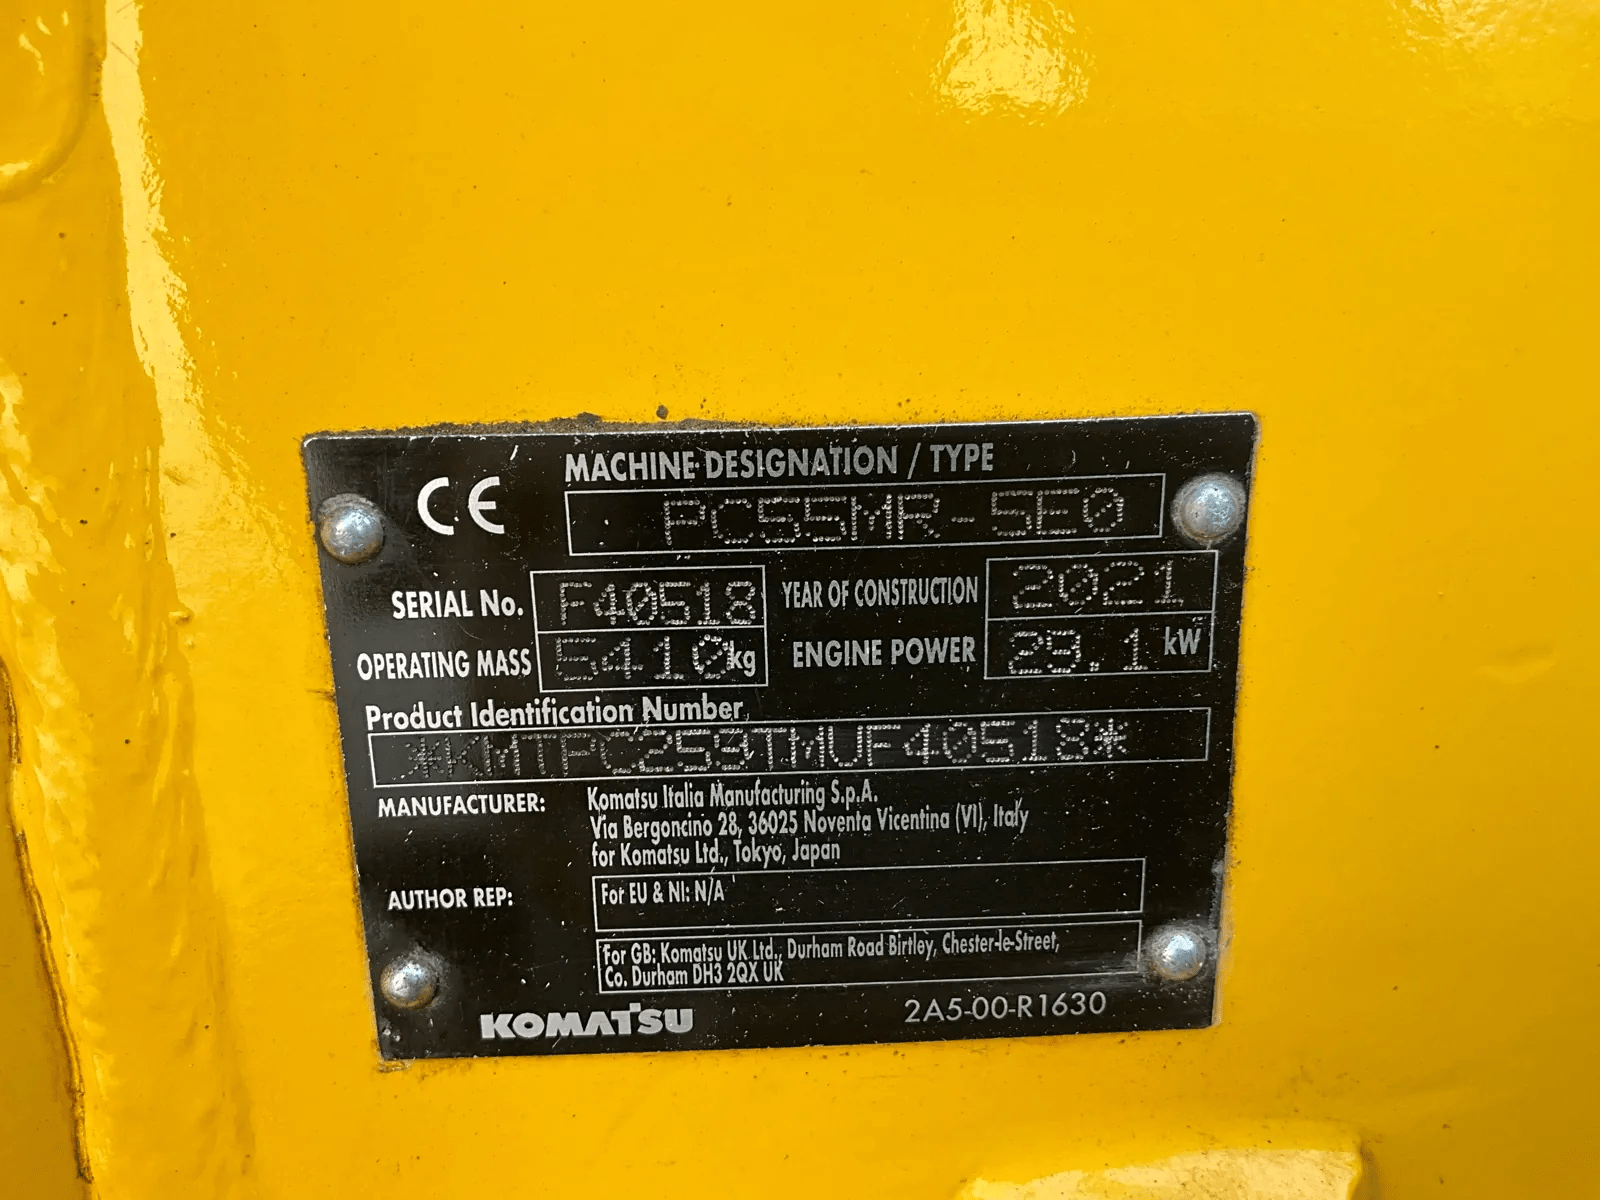 CE
MACHINE DESIGNATION / TYPE
PC55MR-5E0
SERIAL No. F40518 YEAR OF CONSTRUCTION 2021
OPERATING MASS 5410kg ENGINE POWER 29.1 kW
Product Identification Number
*KMTPC259TMUF40518*
MANUFACTURER: Komatsu Italia Manufacturing S.p.A.
Via Bergoncino 28, 36025 Noventa Vicentina (VI), Italy
for Komatsu Ltd., Tokyo, Japan
AUTHOR REP: For EU & NI: N/A
For GB: Komatsu UK Ltd., Durham Road Birtley, Chester-le-Street,
Co. Durham DH3 2QX UK
KOMATSU 2A5-00-R1630